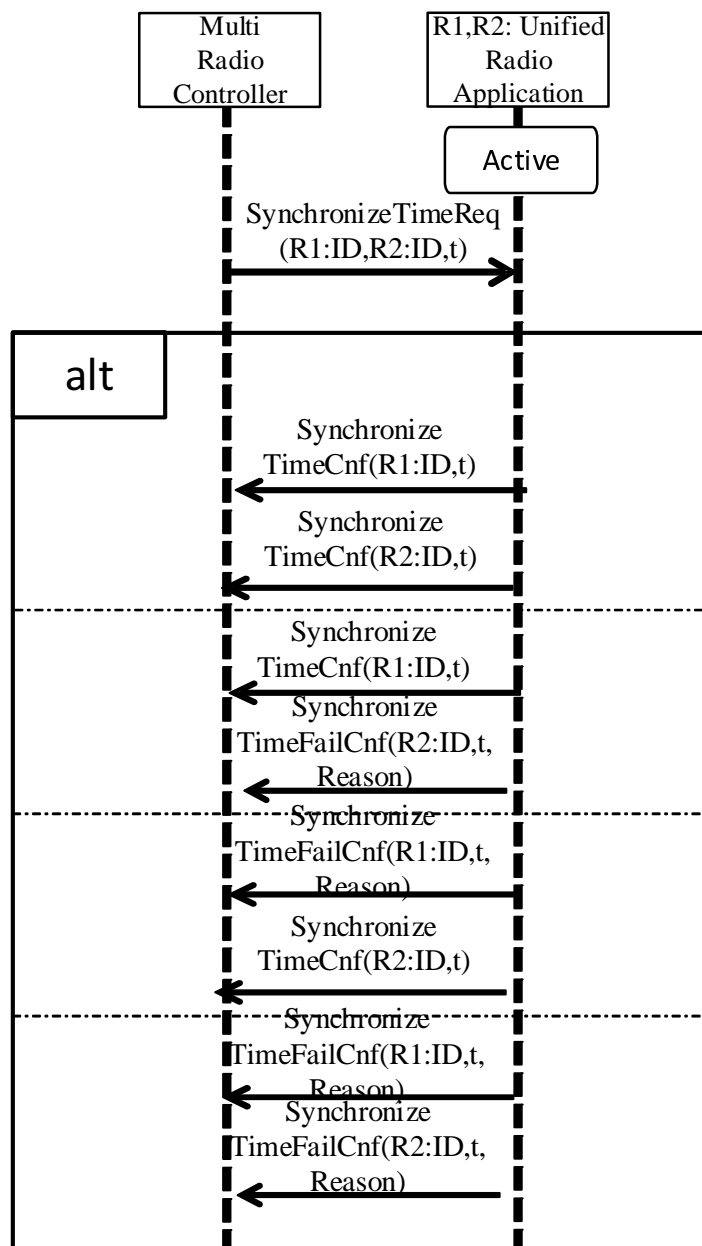 Multi
Radio
Controller
R1,R2: Unified
Radio
Application
Active
SynchronizeTimeReq
(R1:ID,R2:ID,t)
alt
Synchronize
TimeCnf(R1:ID,t)
Synchronize
TimeCnf(R2:ID,t)
Synchronize
TimeCnf(R1:ID,t)
Synchronize
TimeFailCnf(R2:ID,t,
Reason)
Synchronize
TimeFailCnf(R1:ID,t,
Reason)
Synchronize
TimeCnf(R2:ID,t)
Synchronize
TimeFailCnf(R1:ID,t,
Reason)
Synchronize
TimeFailCnf(R2:ID,t,
Reason)